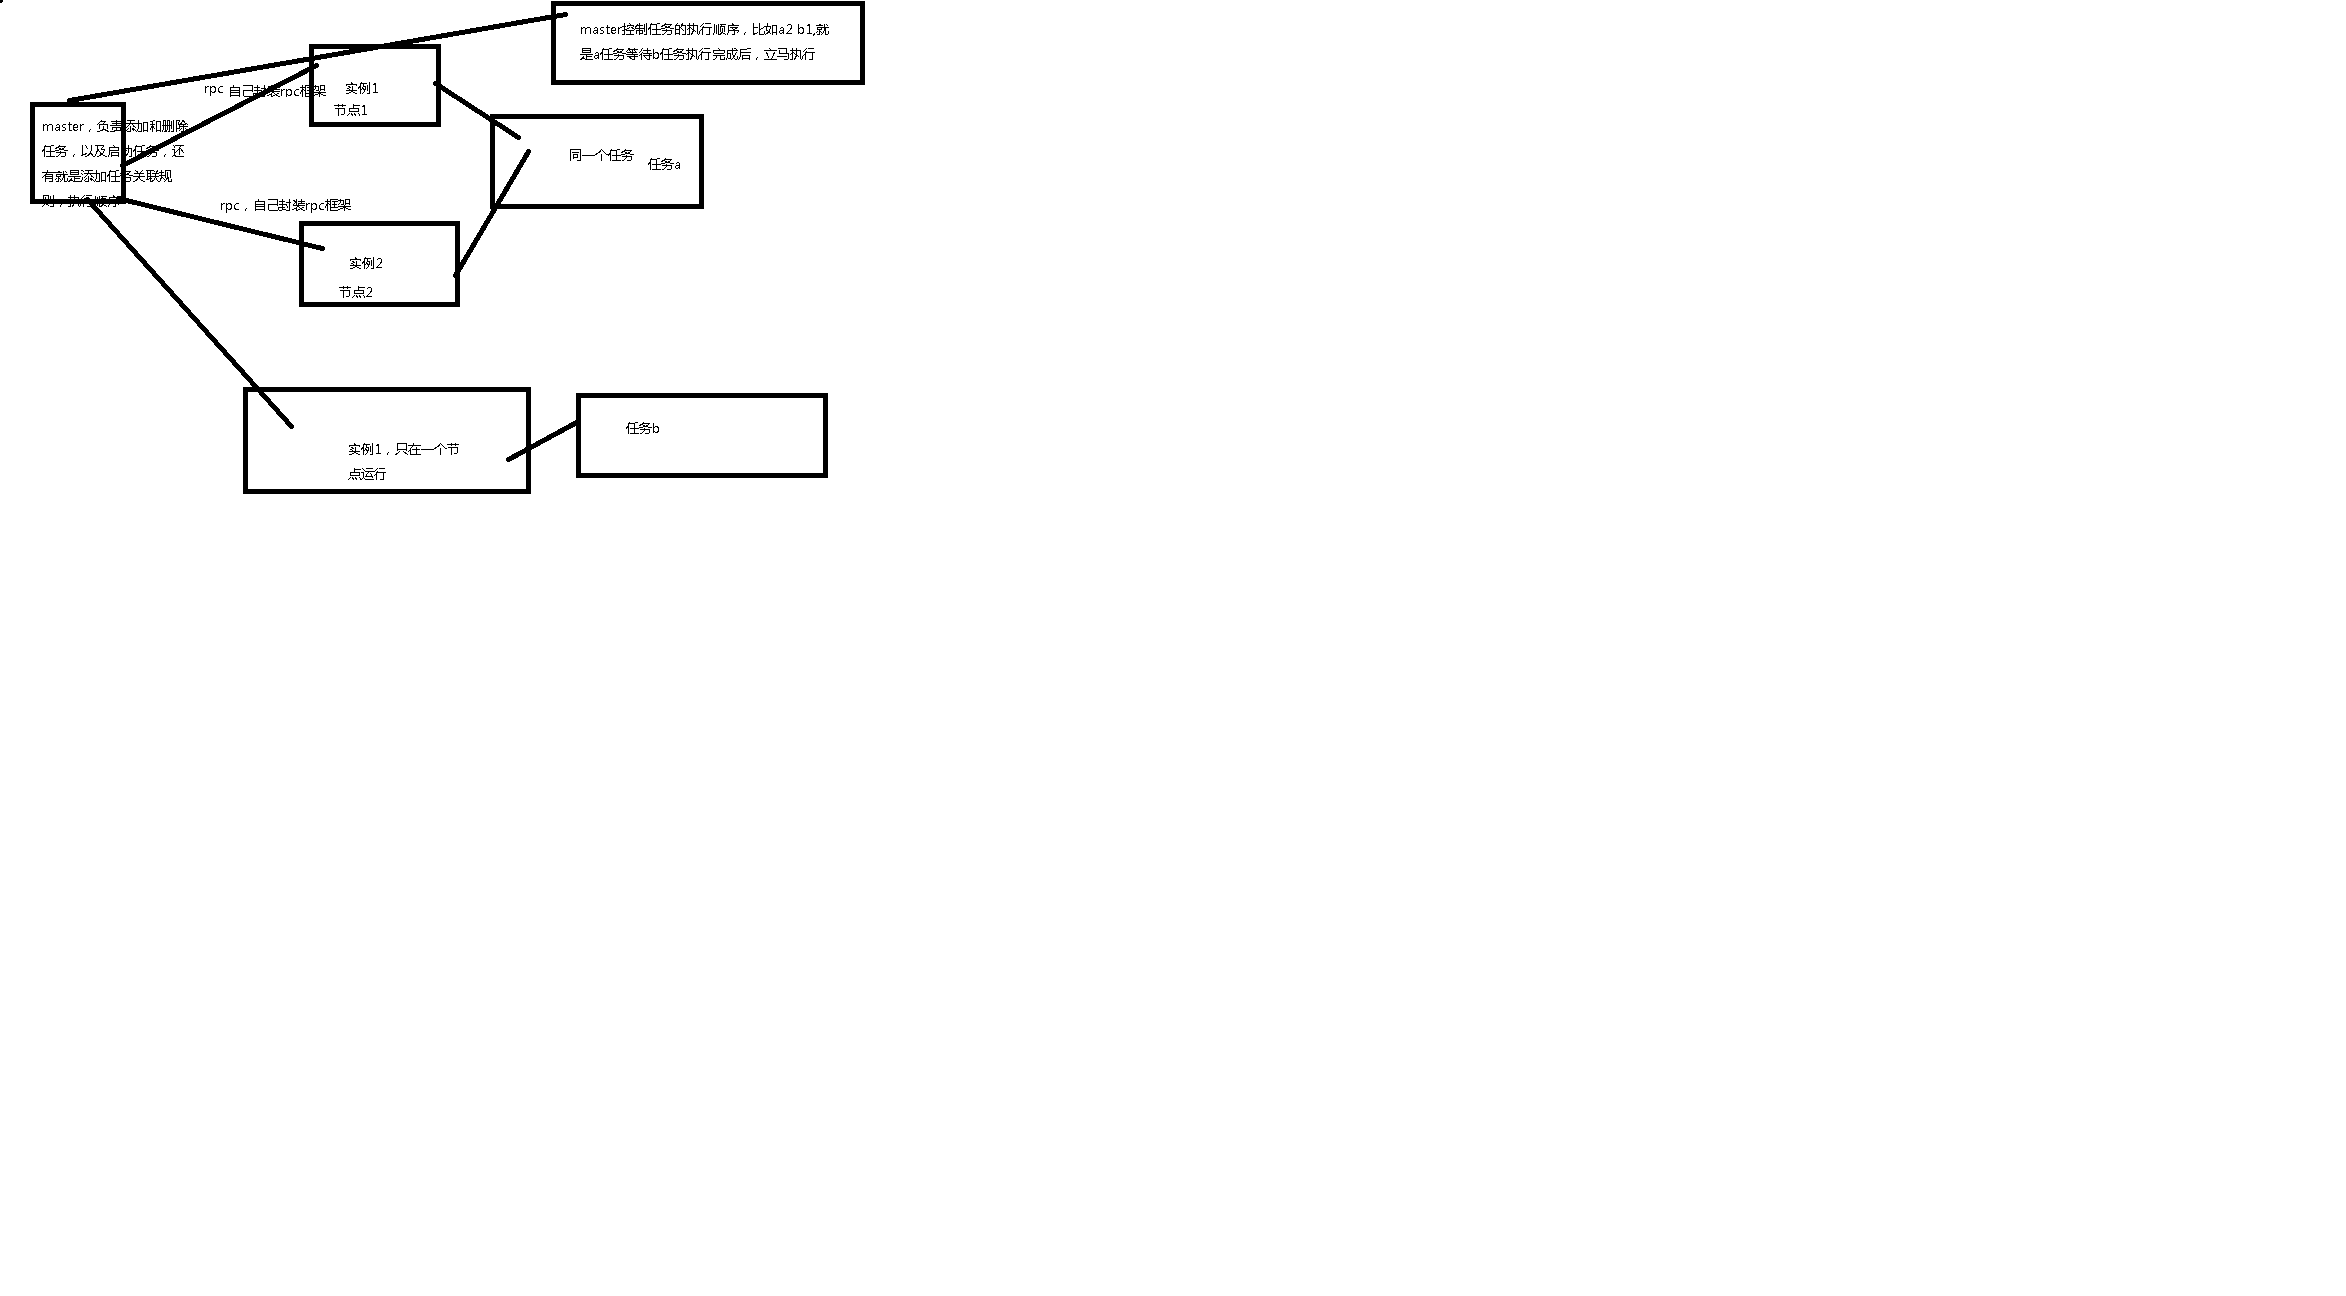 master控制任务的执行顺序，比如a2 b1,就
是a任务等待b任务执行完成后，立马执行
rpc 自己封装rpc框架
实例1
节点1
master，负责添加和删除
任务，以及启动任务，还
有就是添加任务关联规
则，执行顺序
同一个任务
任务a
rpc，自己封装rpc框架
实例2
节点2
任务b
实例1，只在一个节
点运行